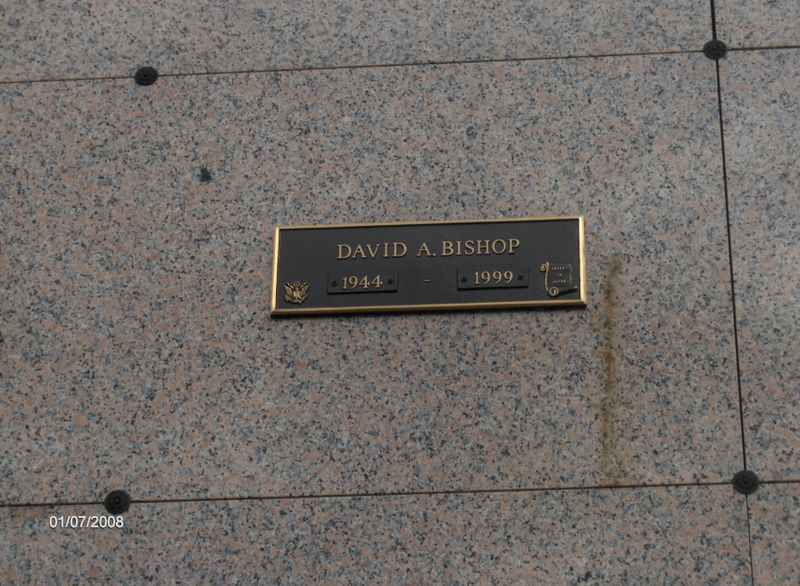 DAVID A. BISHOP
1944 - 1999
01/07/2008